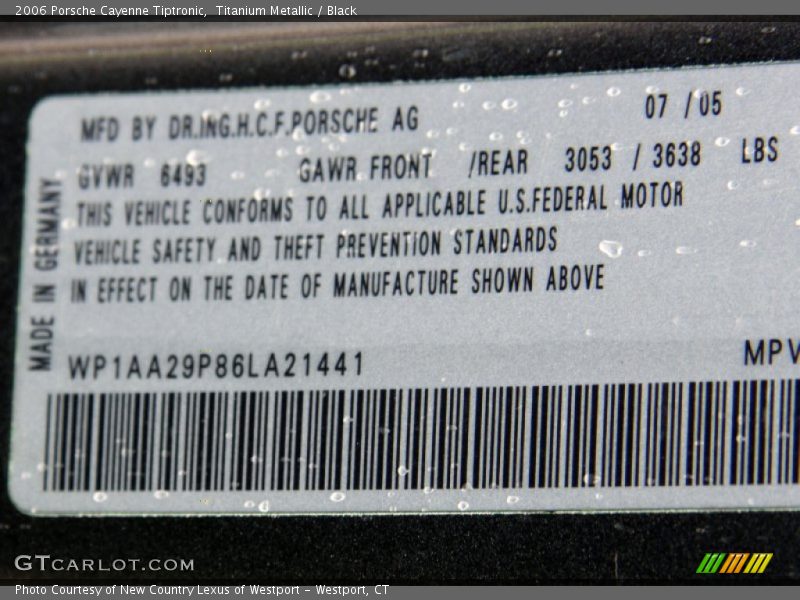 2006 Porsche Cayenne Tiptronic,  Titanium Metallic / Black
MFD BY DR.ING.H.C.F.PORSCHE AG 07 /05
GVWR 6493 GAWR FRONT /REAR 3053 / 3638 LBS
THIS VEHICLE CONFORMS TO ALL APPLICABLE U.S.FEDERAL MOTOR
VEHICLE SAFETY AND THEFT PREVENTION STANDARDS
IN EFFECT ON THE DATE OF MANUFACTURE SHOWN ABOVE
MADE IN GERMANY
WP1AA29P86LA21441 MPV
GTCARLOT.COM
Photo Courtesy of New Country Lexus of Westport - Westport, CT